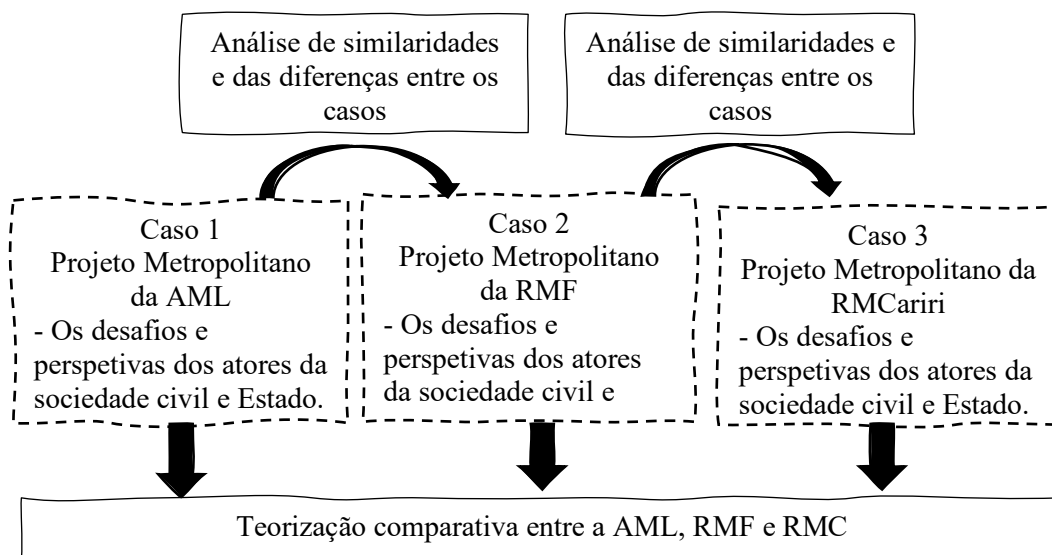 Análise de similaridades
e das diferenças entre os
casos
Análise de similaridades e
das diferenças entre os
casos
Caso 1
Projeto Metropolitano
da AML
- Os desafios e
perspetivas dos atores da
sociedade civil e Estado.
Caso 2
Projeto Metropolitano
da RMF
- Os desafios e
perspetivas dos atores
da sociedade civil e
Caso 3
Projeto Metropolitano da
RMCariri
- Os desafios e
perspetivas dos atores da
sociedade civil e Estado.
Teorização comparativa entre a AML, RMF e RMC